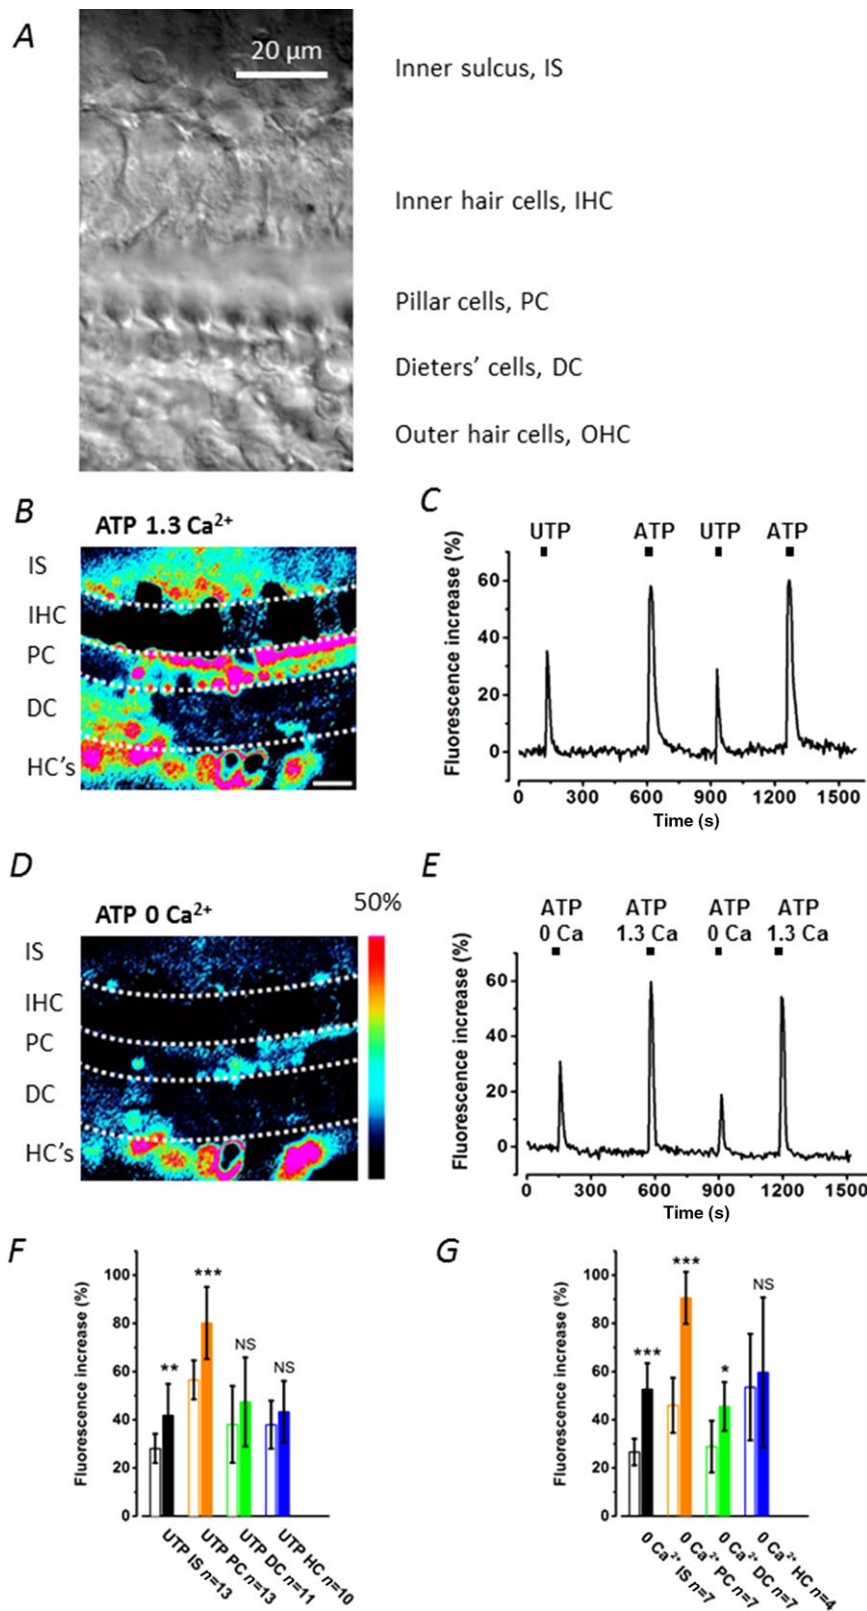 A
20 µm
Inner sulcus, IS
Inner hair cells, IHC
Pillar cells, PC
Dieters’ cells, DC
Outer hair cells, OHC
B
ATP 1.3 Ca²⁺
IS
IHC
PC
DC
HC’s
C
UTP ATP UTP ATP
Fluorescence increase (%)
60
40
20
0
0 300 600 900 1200 1500
Time (s)
D
ATP 0 Ca²⁺
50%
IS
IHC
PC
DC
HC’s
E
ATP ATP ATP ATP
0 Ca 1.3 Ca 0 Ca 1.3 Ca
Fluorescence increase (%)
60
40
20
0
0 300 600 900 1200 1500
Time (s)
F
Fluorescence increase (%)
100
80
60
40
20
0
** *** NS NS
UTP IS n=13
UTP PC n=13
UTP DC n=11
UTP HC n=10
G
Fluorescence increase (%)
100
80
60
40
20
0
*** *** * NS
0 Ca²⁺ IS n=7
0 Ca²⁺ PC n=7
0 Ca²⁺ DC n=7
0 Ca²⁺ HC n=4